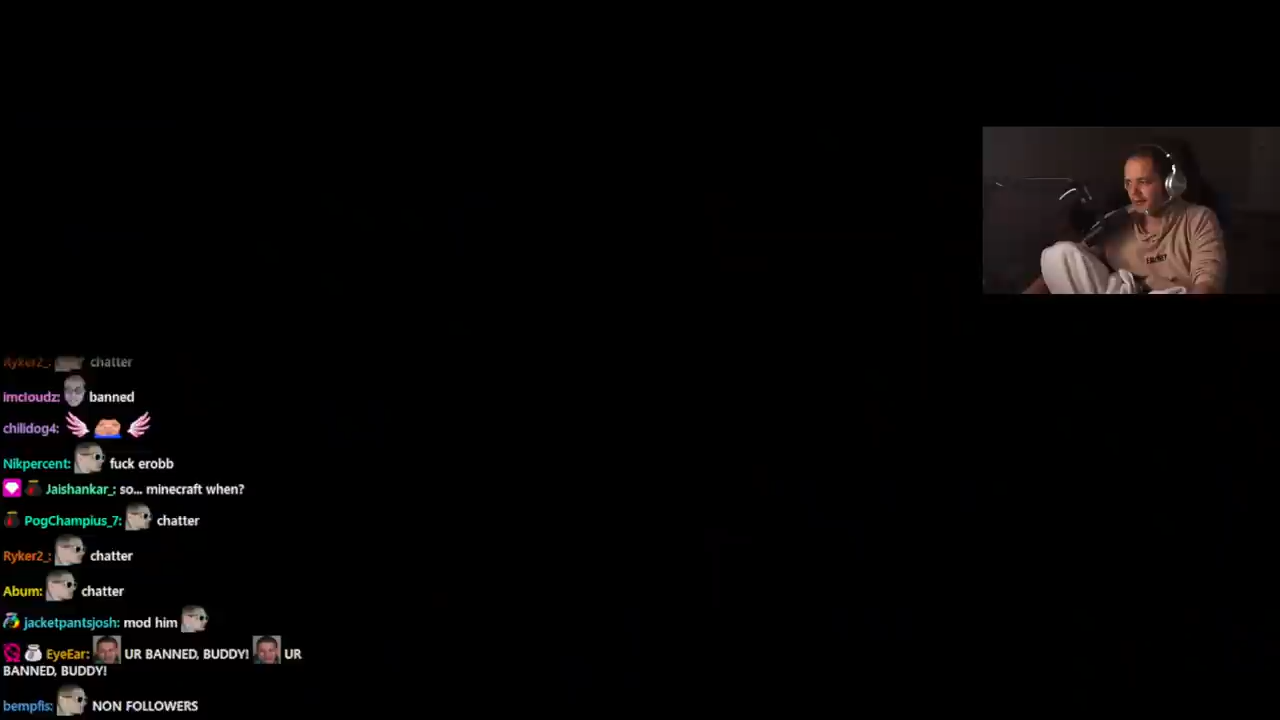 Ryker2_: chatter
imcloudz: banned
chilidog4:
Nikpercent: fuck erobb
Jaishankar_: so... minecraft when?
PogChampius_7: chatter
Ryker2_: chatter
Abum: chatter
jacketpantsjosh: mod him
EyeEar: UR BANNED, BUDDY! UR
BANNED, BUDDY!
bempfis: NON FOLLOWERS